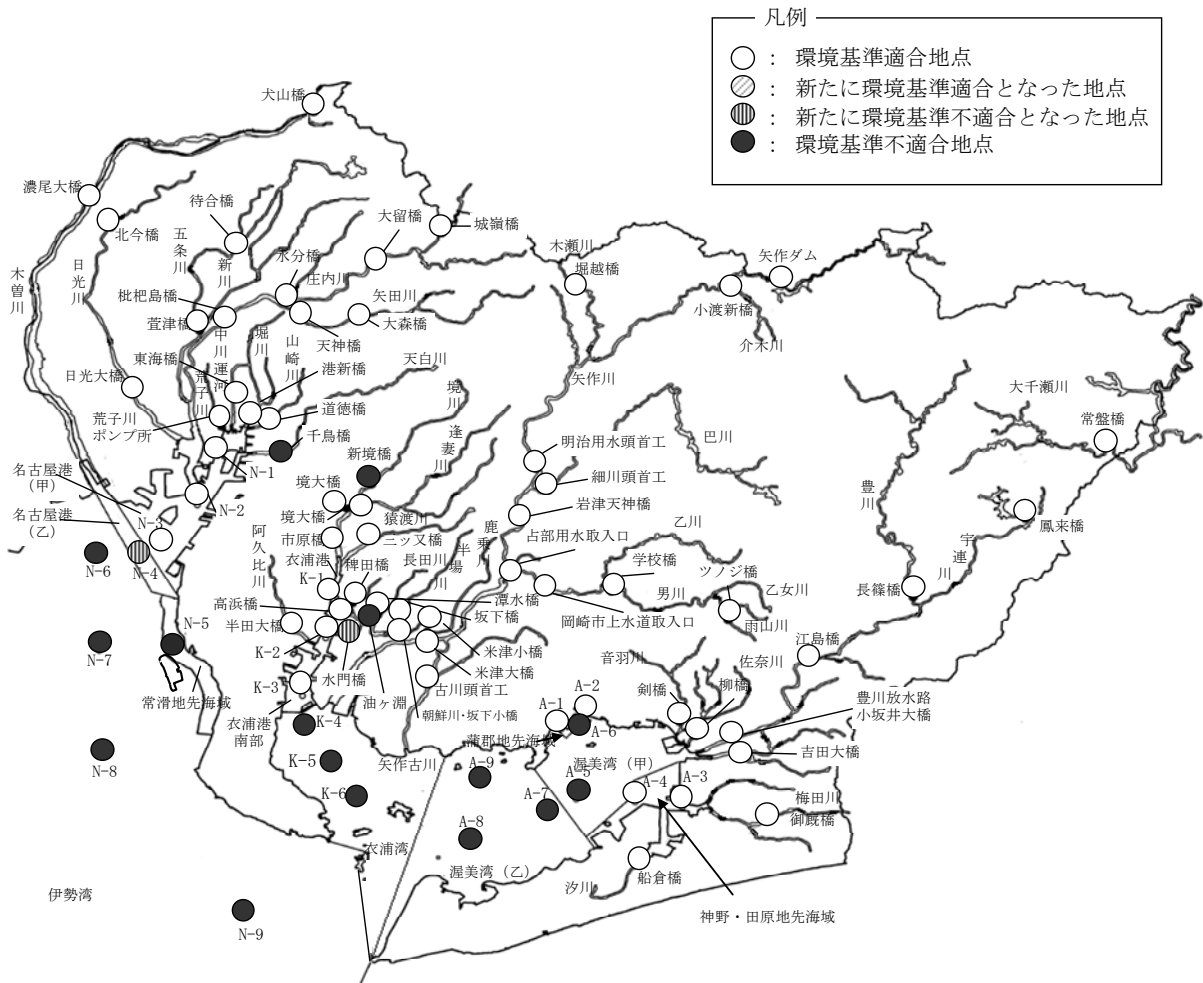 凡例
○ : 環境基準適合地点
: 新たに環境基準適合となった地点
: 新たに環境基準不適合となった地点
● : 環境基準不適合地点
犬山橋
濃尾大橋
北今橋
待合橋
大留橋
城嶺橋
五条川
新川
水分橋
庄内川
木瀬川
堀越橋
矢作ダム
小渡新橋
介木川
木曽川
日光川
枇杷島橋
萱津橋
矢田川
大森橋
天神橋
中川運河
堀川
山崎川
東海橋
港新橋
天白川
矢作川
日光大橋
荒子川
荒子川
ポンプ所
道徳橋
千鳥橋
境川
逢妻川
巴川
大千瀬川
常盤橋
豊川
名古屋港
(甲)
名古屋港
(乙)
N-1
N-2
N-3
N-4
N-5
N-6
N-7
N-8
N-9
新境橋
境大橋
境大橋
明治用水頭首工
細川頭首工
岩津天神橋
猿渡川
市原橋
三ッ又橋
鹿乗川
占部用水取入口
乙川
学校橋
ツノジ橋
乙女川
男川
雨山川
岡崎市上水道取入口
鳳来橋
宇連川
長篠橋
阿久比川
衣浦港
K-1
稗田橋
長田川
半場川
高浜橋
潭水橋
坂下橋
半田大橋
K-2
水門橋
油ヶ淵
米津小橋
米津大橋
古川頭首工
朝鮮川・坂下小橋
K-3
衣浦港
南部
K-4
K-5
K-6
常滑地先海域
矢作古川
衣浦湾
音羽川
佐奈川
江島橋
剣橋
柳橋
豊川放水路
小坂井大橋
吉田大橋
A-1
A-2
A-6
蒲郡地先海域
渥美湾(甲)
A-9
A-5
A-4
A-3
A-7
A-8
渥美湾(乙)
梅田川
御厩橋
船倉橋
汐川
神野・田原地先海域
伊勢湾